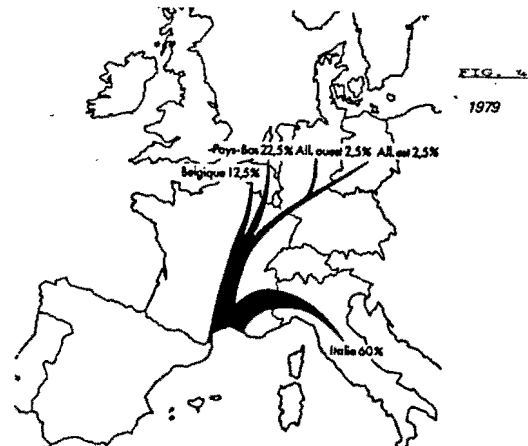 FIG. 4
1979
Pays-Bas 22,5% All. ouest 2,5% All. est 2,5%
Belgique 12,5%
Italie 60%